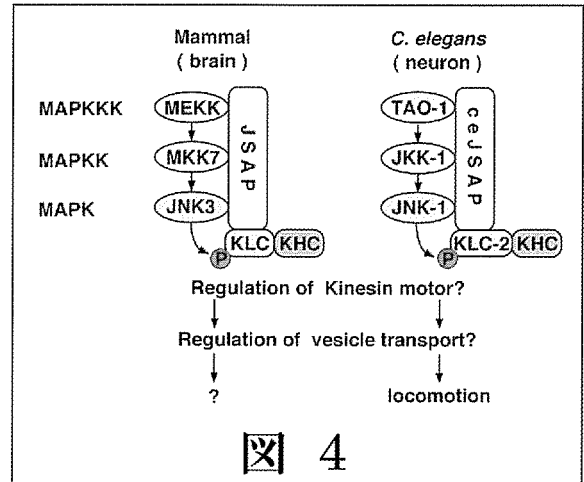 Mammal C. elegans
( brain ) ( neuron )
MAPKKK MEKK TAO-1
MAPKK MKK7 JKK-1
MAPK JNK3 JNK-1
JSAP ceJSAP
KLC KHC KLC-2 KHC
P P
Regulation of Kinesin motor?
Regulation of vesicle transport?
? locomotion
図 4